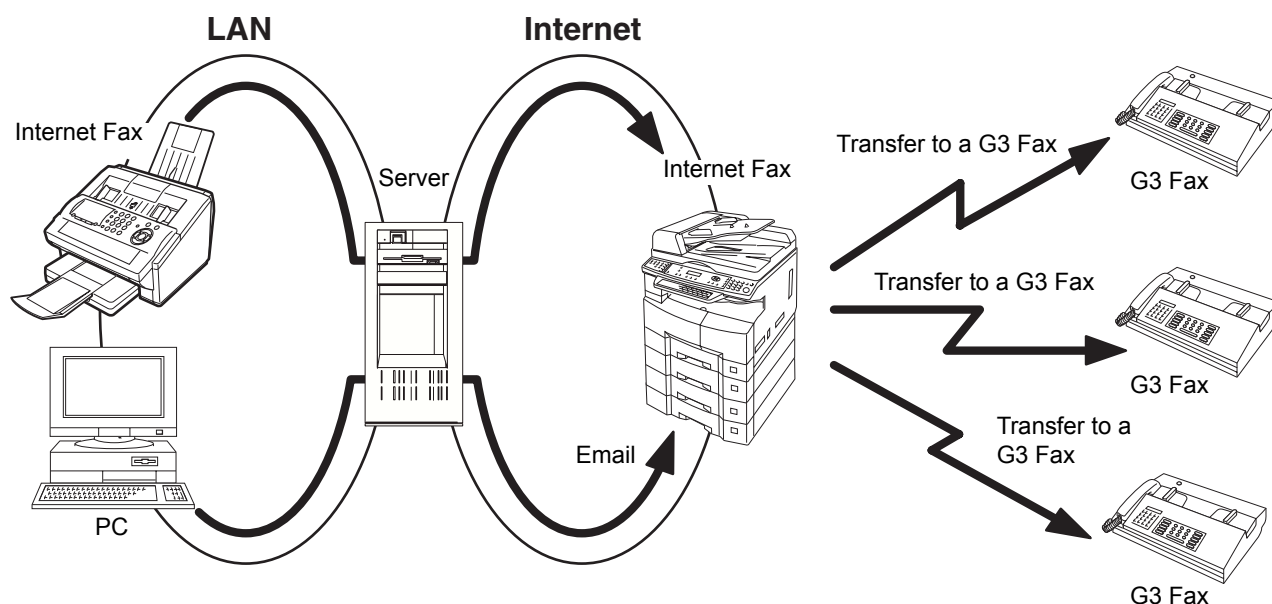 LAN
Internet
Internet Fax
Server
Internet Fax
Transfer to a G3 Fax
G3 Fax
Transfer to a G3 Fax
G3 Fax
Email
Transfer to a
G3 Fax
PC
G3 Fax